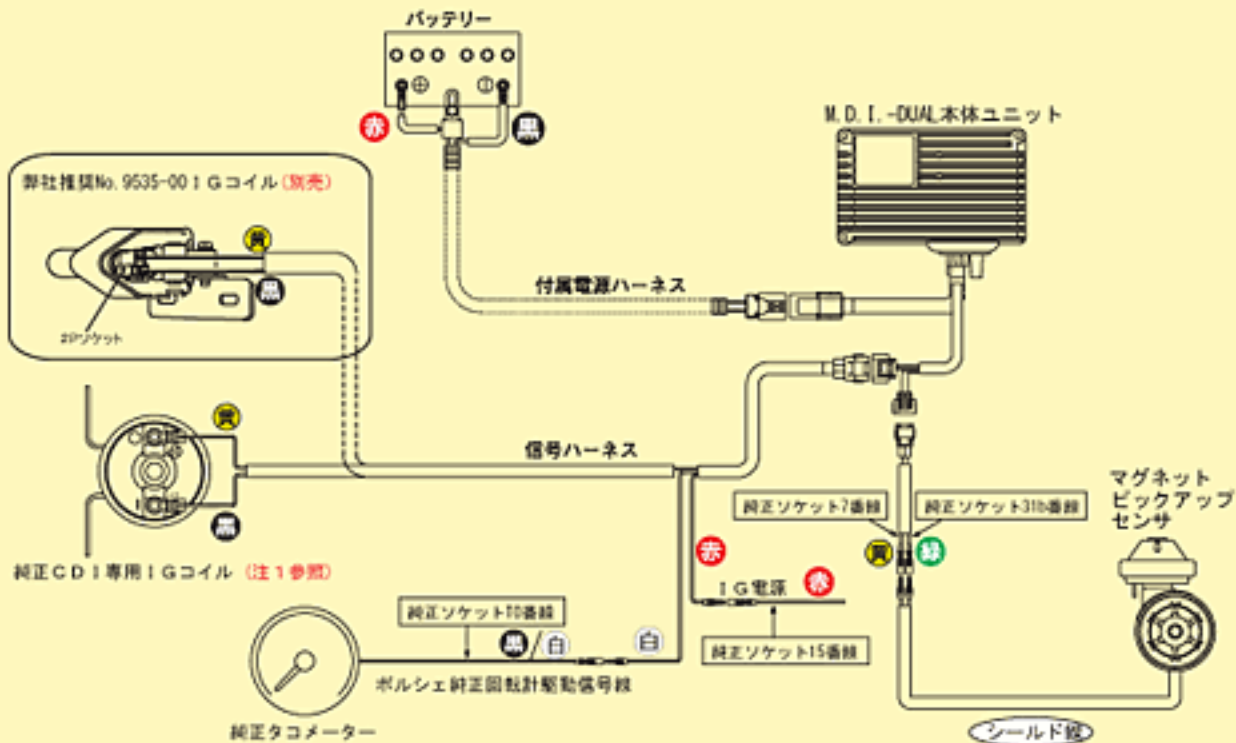 バッテリー
赤
黒
M.D.I.-DUAL本体ユニット
弊社推奨No.9535-00IGコイル(別売)
黄
黒
2Pソケット
付属電源ハーネス
黄
信号ハーネス
黒
純正CDI専用IGコイル (注1参照)
純正ソケット7番線
純正ソケット31b番線
マグネット
ピックアップ
センサ
赤
黄
緑
IG電源
赤
純正ソケット10番線
黒/白
白
純正ソケット15番線
ポルシェ純正回転計駆動信号線
純正タコメーター
シールド線